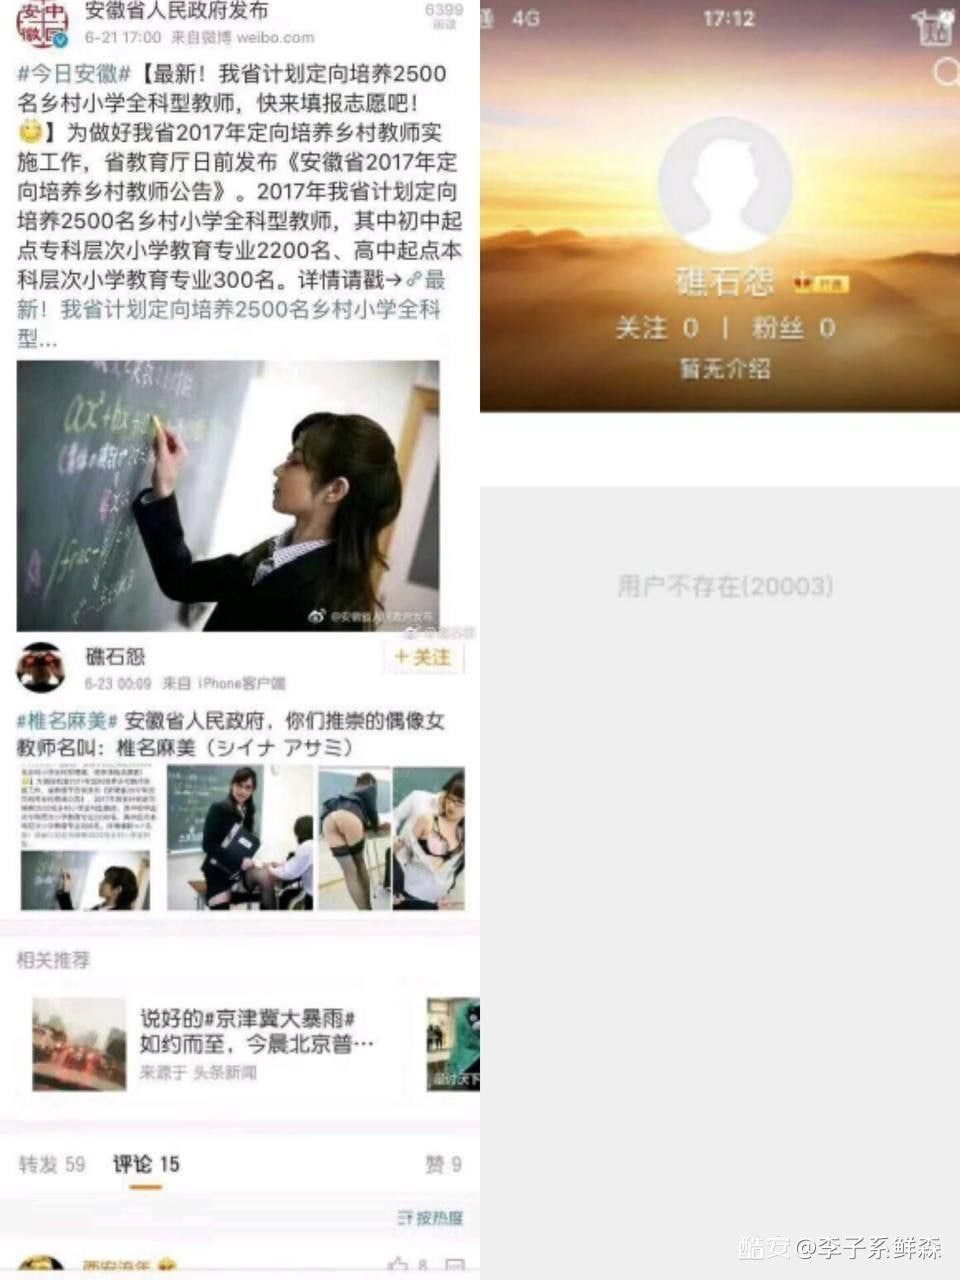 安徽省人民政府发布
6399
阅读
6-21 17:00 来自微博 weibo.com
#今日安徽#【最新！我省计划定向培养2500
名乡村小学全科型教师，快来填报志愿吧！
】为做好我省2017年定向培养乡村教师实
施工作，省教育厅日前发布《安徽省2017年定
向培养乡村教师公告》。2017年我省计划定向
培养2500名乡村小学全科型教师，其中初中起
点专科层次小学教育专业2200名、高中起点本
科层次小学教育专业300名。详情请戳→最
新！我省计划定向培养2500名乡村小学全科
型...
@安徽省人民政府发布
礁石怨
+关注
6-23 00:09 来自 iPhone客户端
#椎名麻美# 安徽省人民政府，你们推崇的偶像女
教师名叫：椎名麻美（シイナ アサミ）
相关推荐
说好的#京津冀大暴雨#
如约而至，今晨北京普…
来源于 头条新闻
转发 59 评论 15 赞 9
按热度
西安流年
8
4G 17:12
礁石怨
关注 0 | 粉丝 0
暂无介绍
用户不存在(20003)
酷安 @李子系鲜森